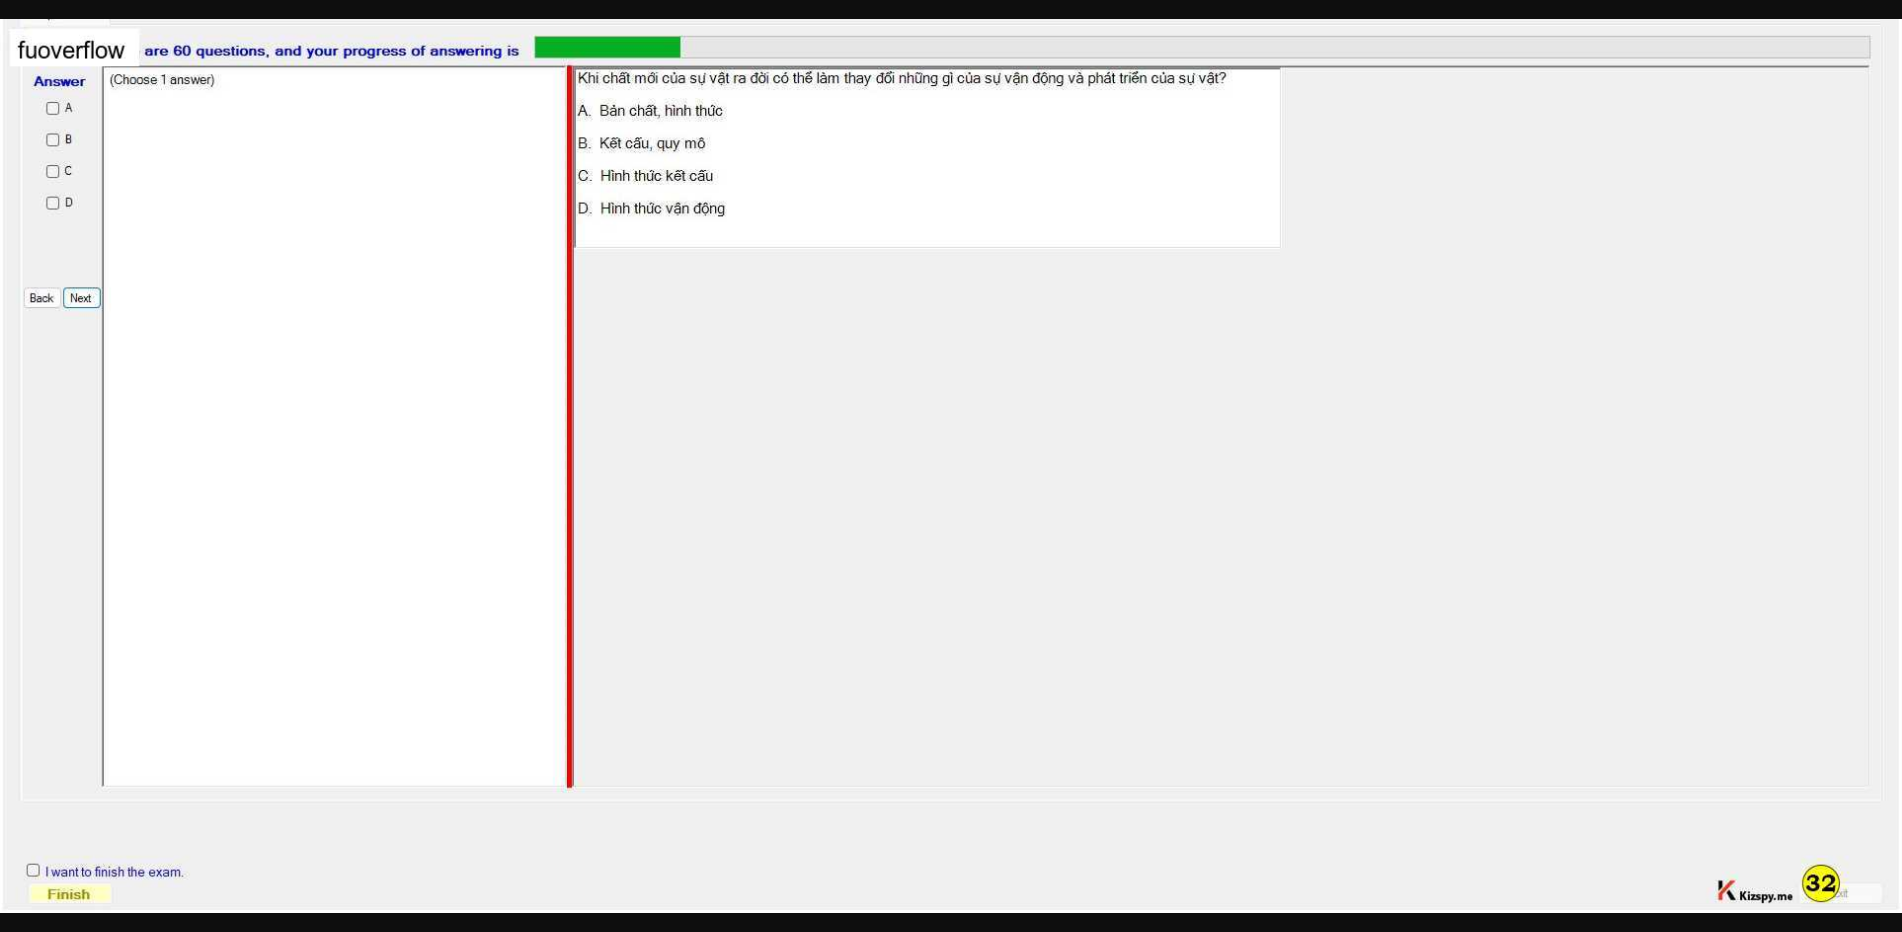 fuoverflow are 60 questions, and your progress of answering is
Answer
(Choose 1 answer)
A
B
C
D
Back Next
Khi chất mới của sự vật ra đời có thể làm thay đổi những gì của sự vận động và phát triển của sự vật?
A. Bản chất, hình thức
B. Kết cấu, quy mô
C. Hình thức kết cấu
D. Hình thức vận động
I want to finish the exam.
Finish
Kizspy.me
32